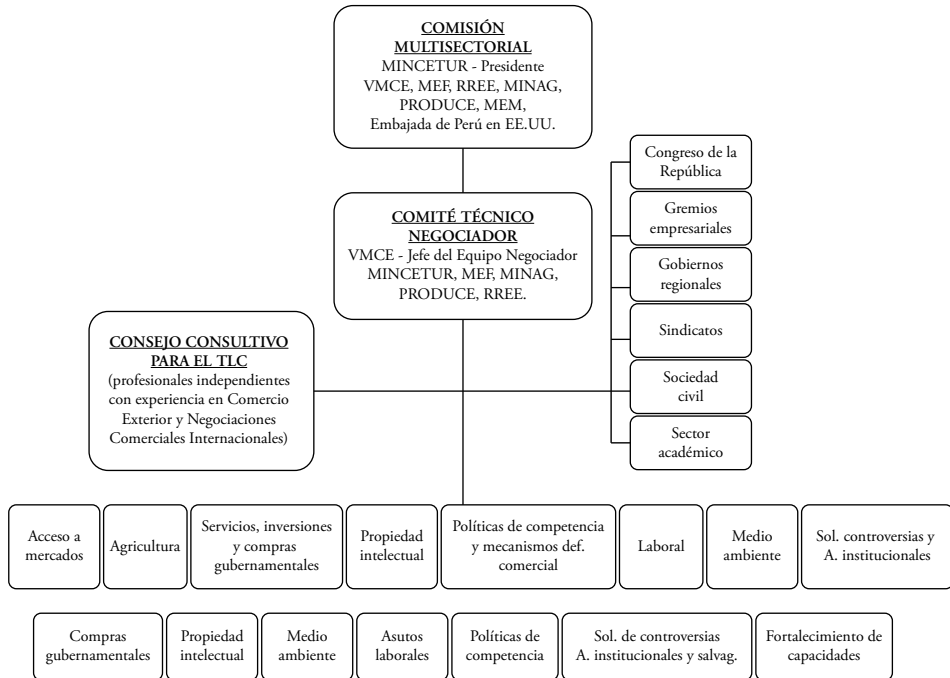 COMISIÓN
MULTISECTORIAL
MINCETUR - Presidente
VMCE, MEF, RREE, MINAG,
PRODUCE, MEM,
Embajada de Perú en EE.UU.
COMITÉ TÉCNICO
NEGOCIADOR
VMCE - Jefe del Equipo Negociador
MINCETUR, MEF, MINAG,
PRODUCE, RREE.
Congreso de la
República
Gremios
empresariales
Gobiernos
regionales
Sindicatos
Sociedad
civil
Sector
académico
CONSEJO CONSULTIVO
PARA EL TLC
(profesionales independientes
con experiencia en Comercio
Exterior y Negociaciones
Comerciales Internacionales)
Acceso a
mercados
Agricultura
Servicios, inversiones
y compras
gubernamentales
Propiedad
intelectual
Políticas de competencia
y mecanismos def.
comercial
Laboral
Medio
ambiente
Sol. controversias y
A. institucionales
Compras
gubernamentales
Propiedad
intelectual
Medio
ambiente
Asutos
laborales
Políticas de
competencia
Sol. de controversias
A. institucionales y salvag.
Fortalecimiento de
capacidades